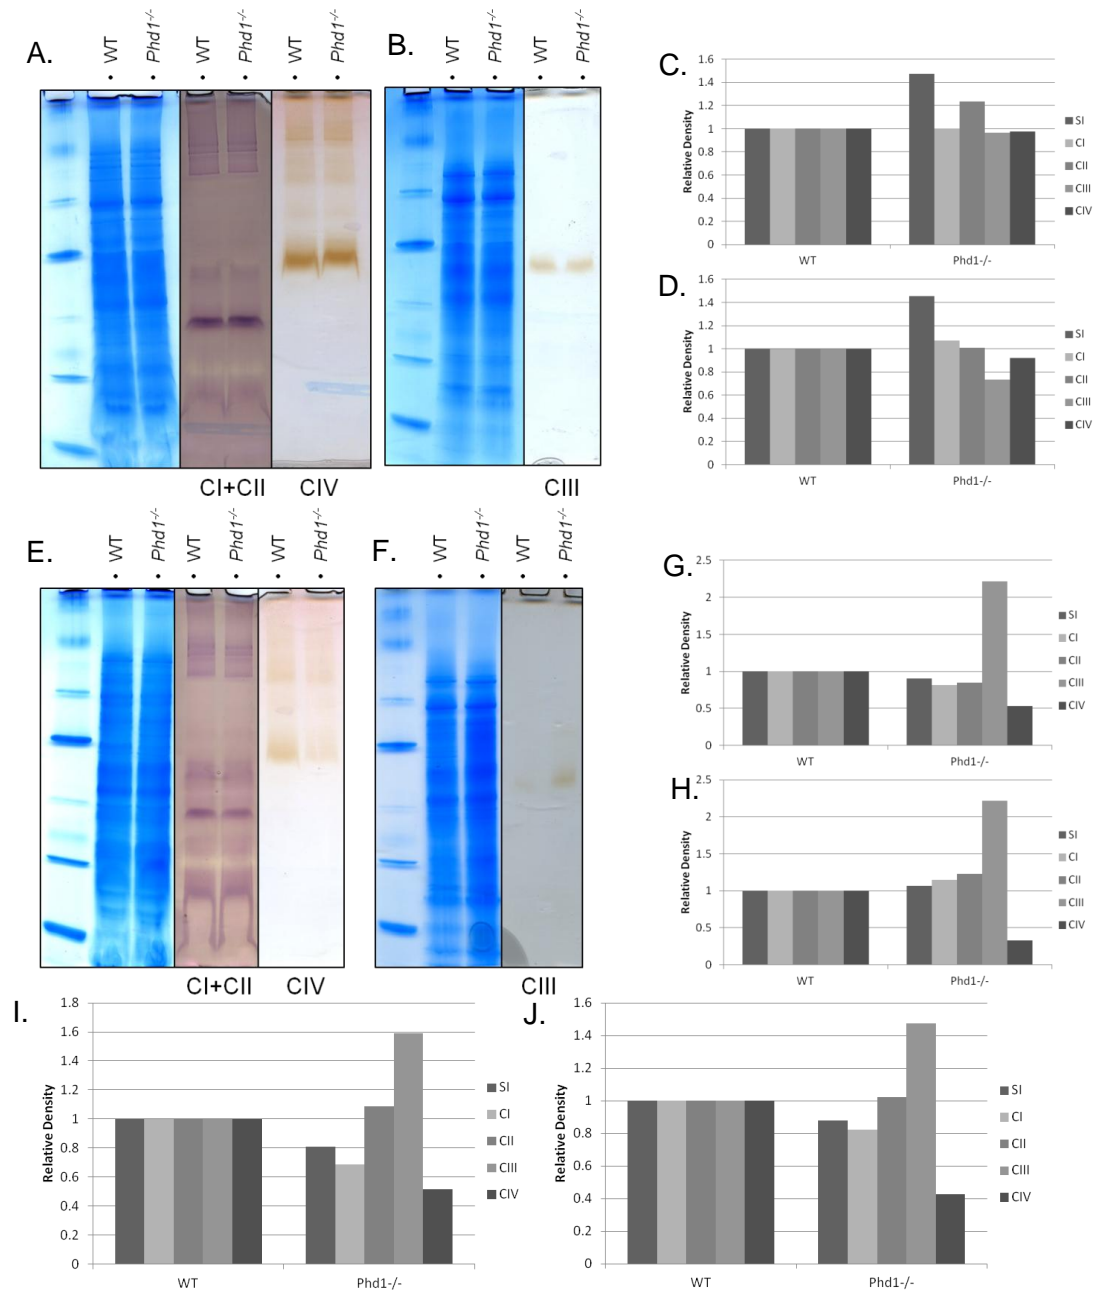 A.
• WT
• Phd1-/-
• WT
• Phd1-/-
• WT
• Phd1-/-
CI+CII
CIV
B.
• WT
• Phd1-/-
• WT
• Phd1-/-
CIII
C.
Relative Density
1.6
1.4
1.2
1
0.8
0.6
0.4
0.2
0
WT
Phd1-/-
SI
CI
CII
CIII
CIV
D.
Relative Density
1.6
1.4
1.2
1
0.8
0.6
0.4
0.2
0
WT
Phd1-/-
SI
CI
CII
CIII
CIV
E.
• WT
• Phd1-/-
• WT
• Phd1-/-
• WT
• Phd1-/-
CI+CII
CIV
F.
• WT
• Phd1-/-
• WT
• Phd1-/-
CIII
G.
Relative Density
2.5
2
1.5
1
0.5
0
WT
Phd1-/-
SI
CI
CII
CIII
CIV
H.
Relative Density
2.5
2
1.5
1
0.5
0
WT
Phd1-/-
SI
CI
CII
CIII
CIV
I.
Relative Density
1.8
1.6
1.4
1.2
1
0.8
0.6
0.4
0.2
0
WT
Phd1-/-
SI
CI
CII
CIII
CIV
J.
Relative Density
1.6
1.4
1.2
1
0.8
0.6
0.4
0.2
0
WT
Phd1-/-
SI
CI
CII
CIII
CIV